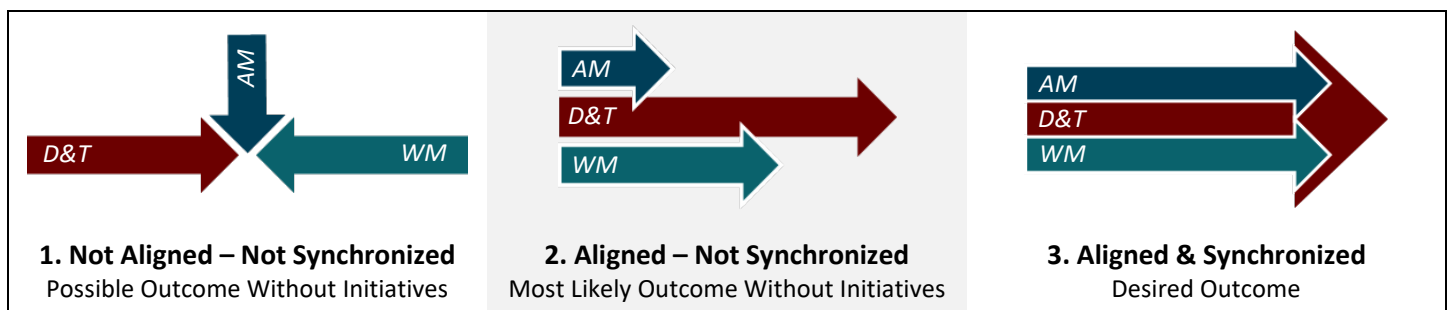 AM
D&T
WM
1. Not Aligned – Not Synchronized
Possible Outcome Without Initiatives
AM
D&T
WM
2. Aligned – Not Synchronized
Most Likely Outcome Without Initiatives
AM
D&T
WM
3. Aligned & Synchronized
Desired Outcome